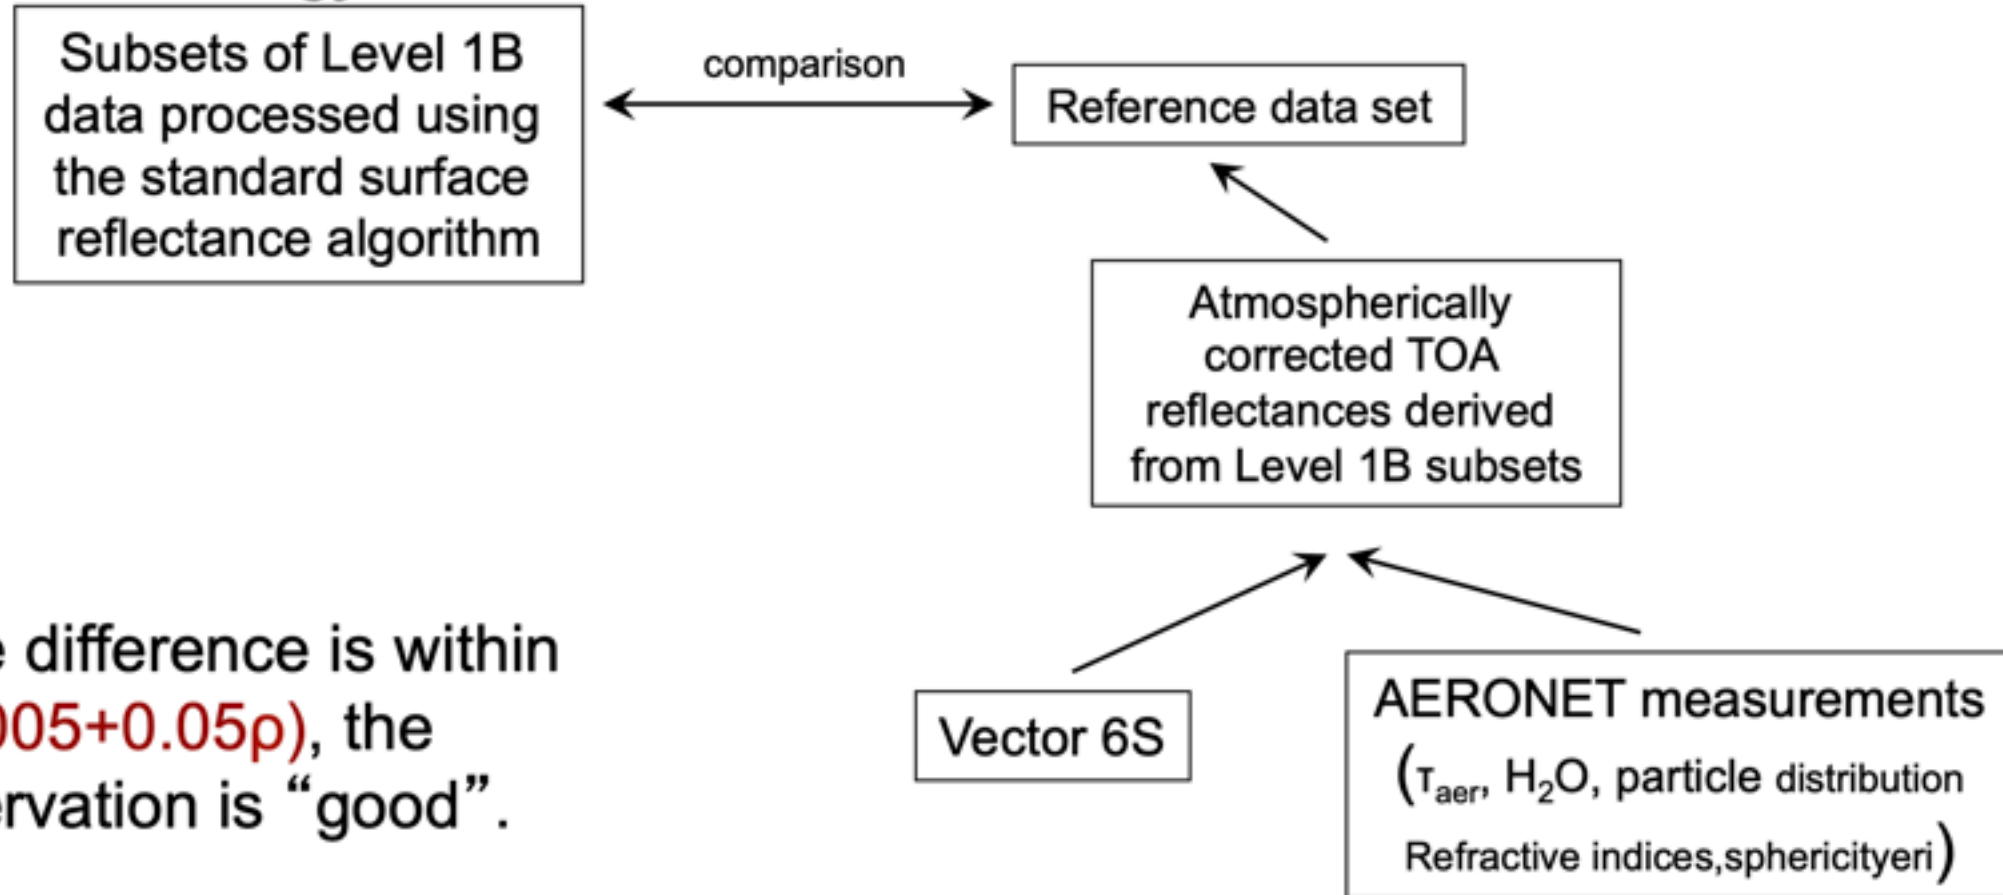 Subsets of Level 1B
data processed using
the standard surface
reflectance algorithm
comparison
Reference data set
Atmospherically
corrected TOA
reflectances derived
from Level 1B subsets
difference is within
005+0.05ρ), the
ervation is “good”.
Vector 6S
AERONET measurements
(τaer, H₂O, particle distribution
Refractive indices,sphericityeri)